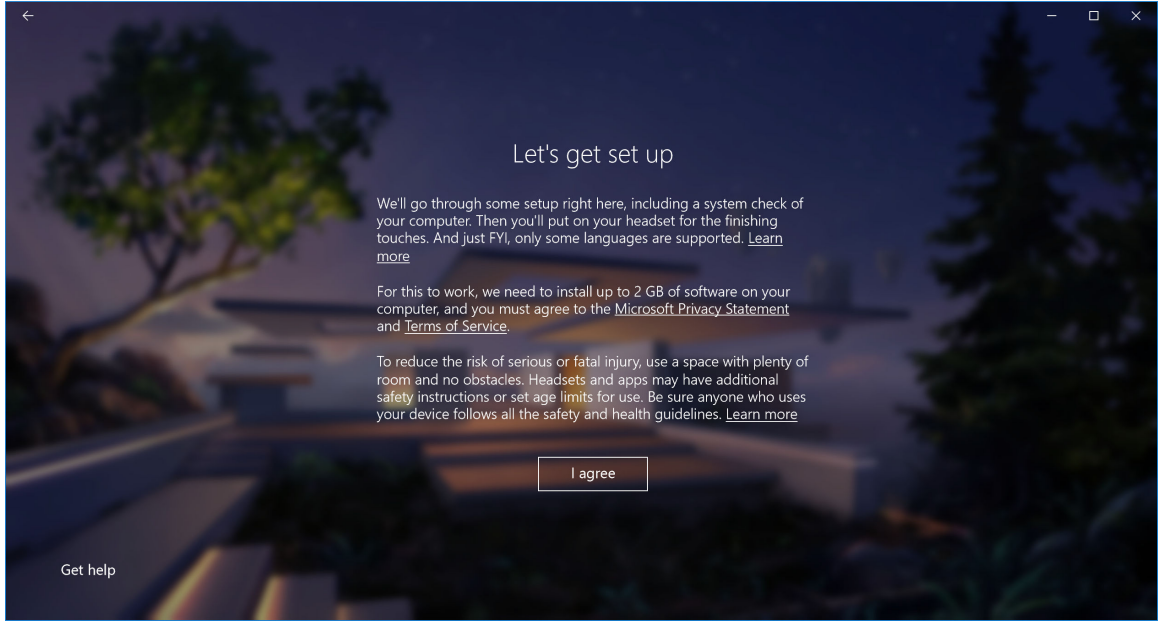 Let's get set up
We'll go through some setup right here, including a system check of
your computer. Then you'll put on your headset for the finishing
touches. And just FYI, only some languages are supported. Learn
more
For this to work, we need to install up to 2 GB of software on your
computer, and you must agree to the Microsoft Privacy Statement
and Terms of Service.
To reduce the risk of serious or fatal injury, use a space with plenty of
room and no obstacles. Headsets and apps may have additional
safety instructions or set age limits for use. Be sure anyone who uses
your device follows all the safety and health guidelines. Learn more
I agree
Get help